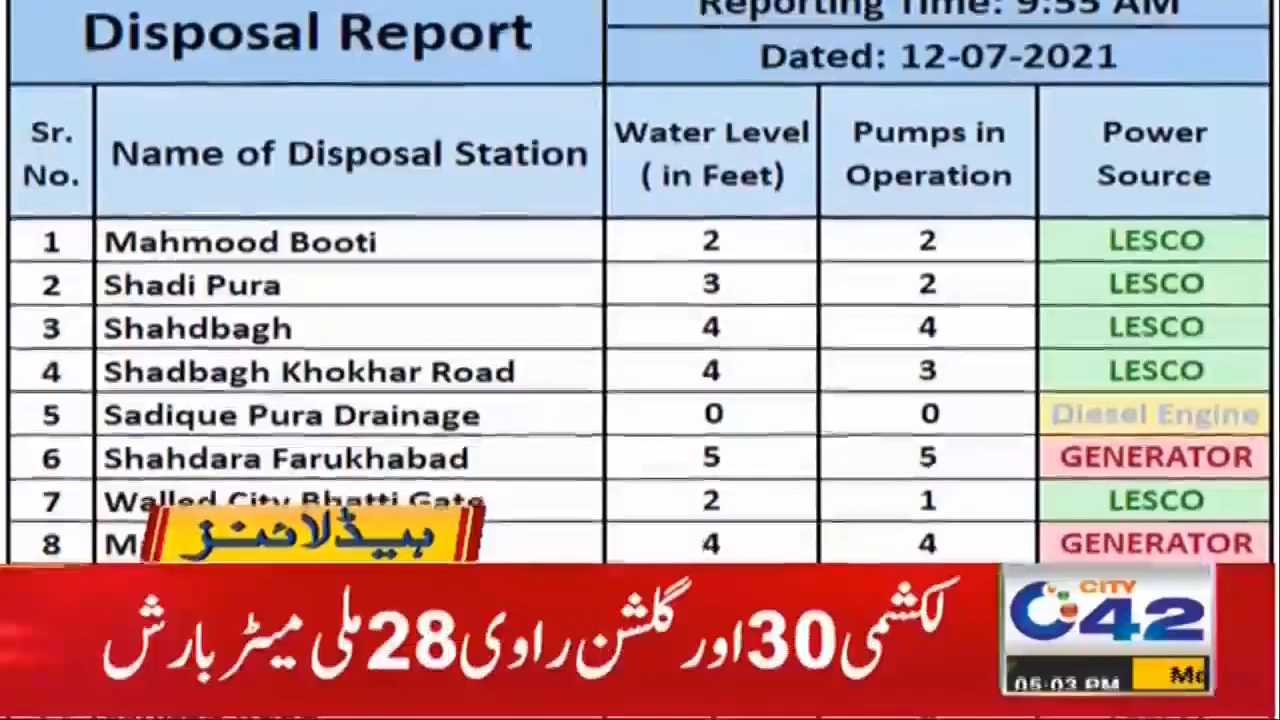 Disposal Report
Reporting Time: 9:55 AM
Dated: 12-07-2021
Sr. No. Name of Disposal Station Water Level ( in Feet) Pumps in Operation Power Source
1 Mahmood Booti 2 2 LESCO
2 Shadi Pura 3 2 LESCO
3 Shahdbagh 4 4 LESCO
4 Shadbagh Khokhar Road 4 3 LESCO
5 Sadique Pura Drainage 0 0 Diesel Engine
6 Shahdara Farukhabad 5 5 GENERATOR
7 Walled City Bhatti Gate 2 1 LESCO
8 4 4 GENERATOR
ہیڈلائنز
لکشمی 30 اور گلشن راوی 28 ملی میٹر بارش
CITY
42
05:03 PM